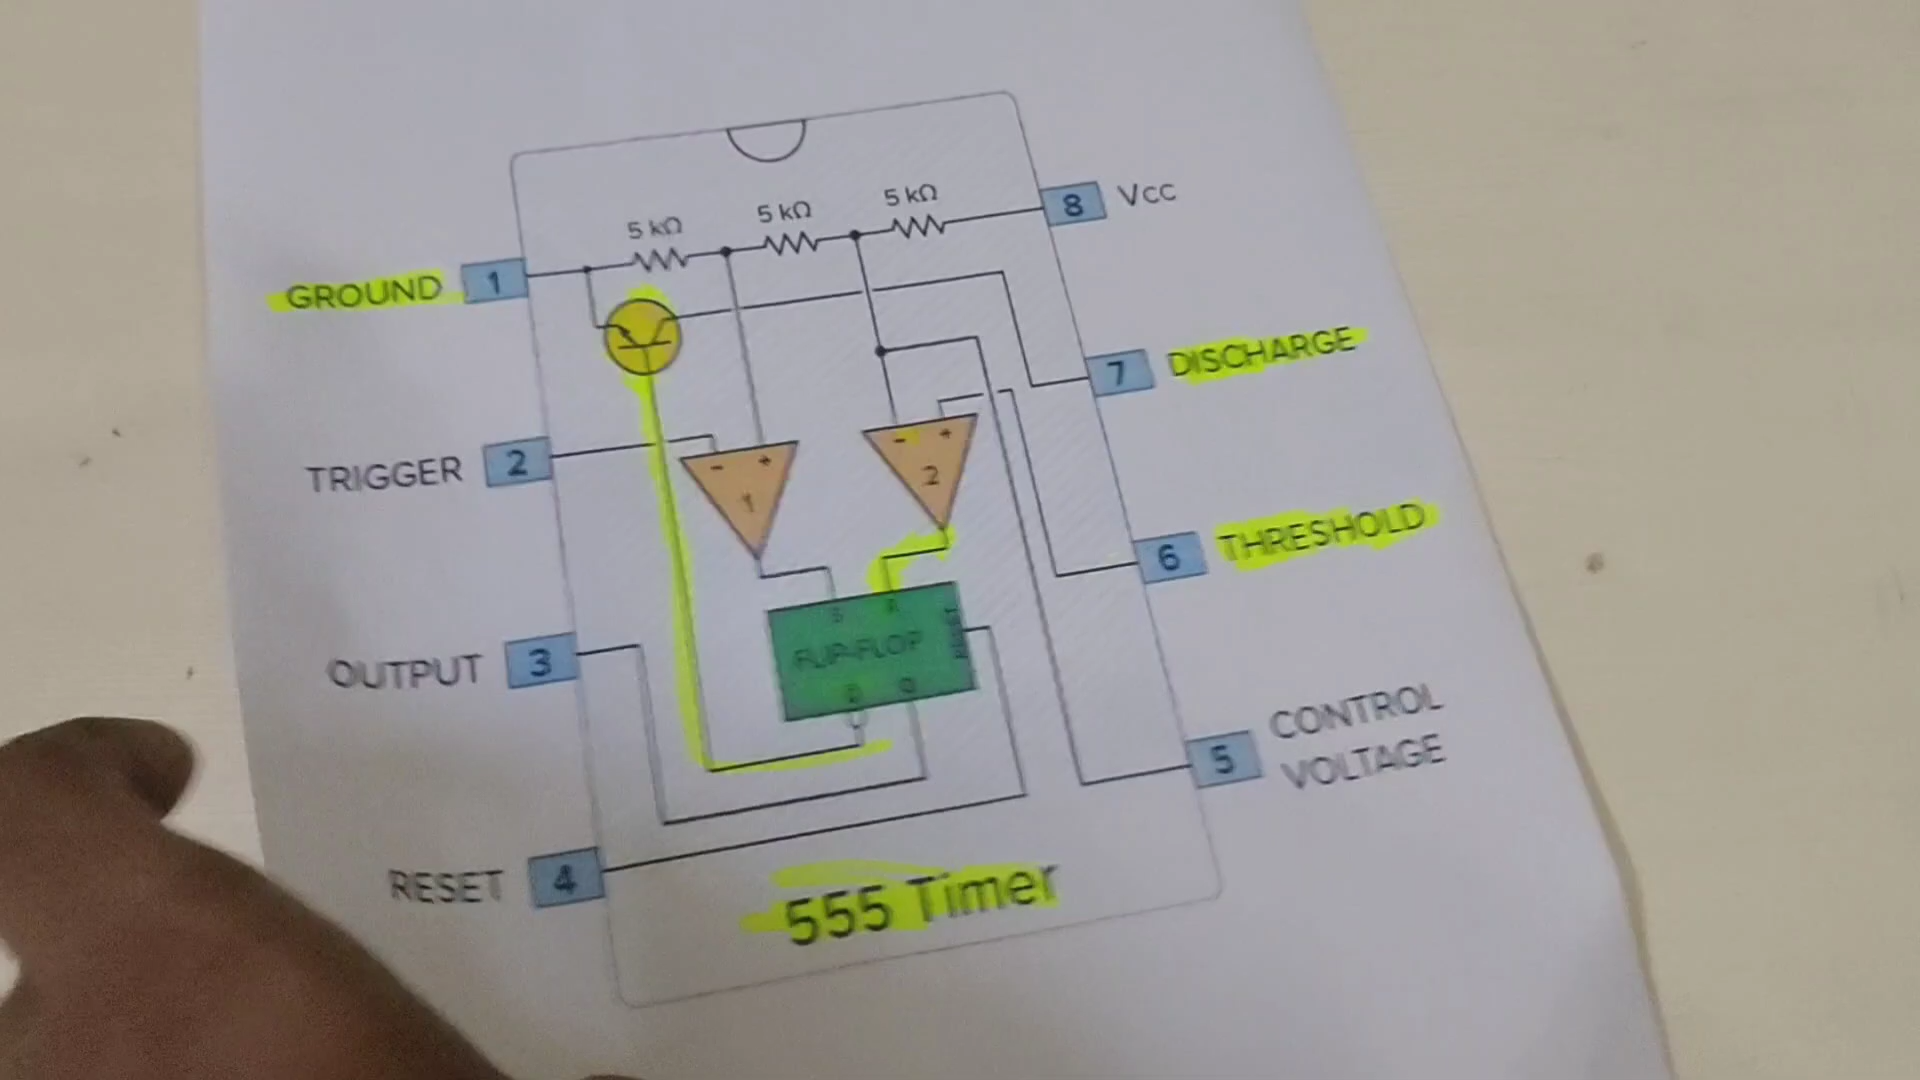 5 kΩ
5 kΩ
5 kΩ
8 Vcc
GROUND 1
7 DISCHARGE
TRIGGER 2
- +
1
- +
2
6 THRESHOLD
FLIP-FLOP
OUTPUT 3
5 CONTROL
VOLTAGE
RESET 4
555 Timer